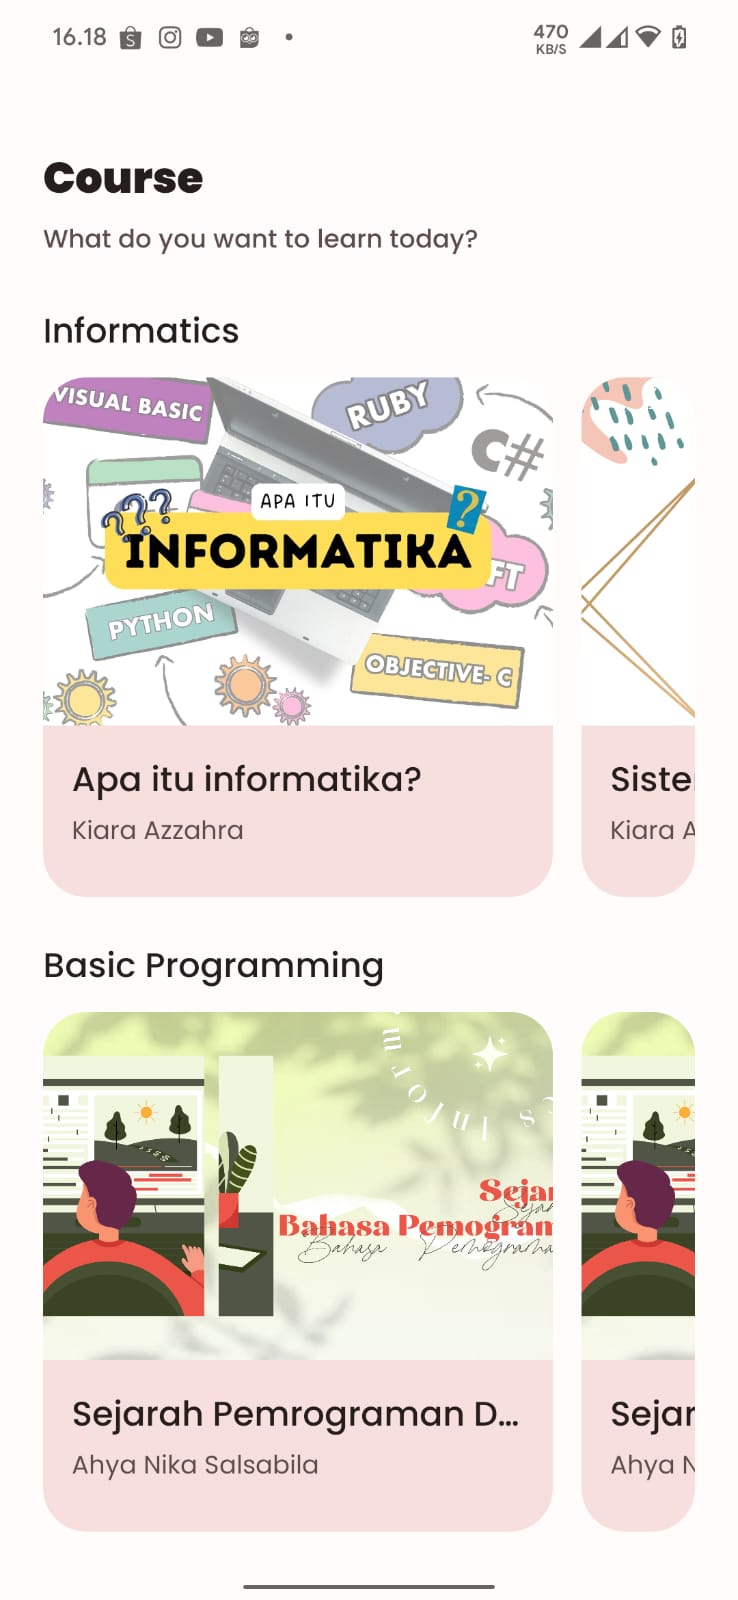 16.18
470
KB/S
Course
What do you want to learn today?
Informatics
VISUAL BASIC
RUBY
C#
APA ITU
???
?
INFORMATIKA
FT
PYTHON
OBJECTIVE- C
Apa itu informatika?
Kiara Azzahra
Siste
Kiara A
Basic Programming
s Inform
Sejar
Sejar
Bahasa Pemogram
Bahasa Pemograma
Sejarah Pemrograman D...
Ahya Nika Salsabila
Sejar
Ahya N